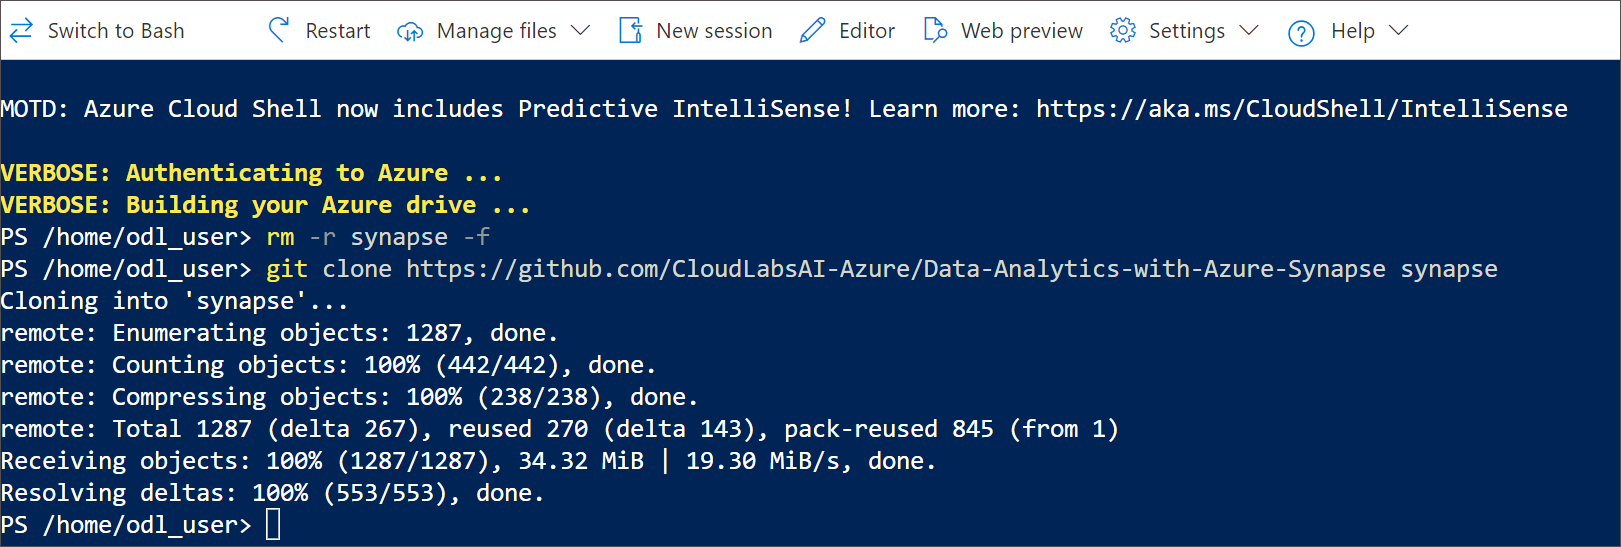 Switch to Bash Restart Manage files New session Editor Web preview Settings ? Help
MOTD: Azure Cloud Shell now includes Predictive IntelliSense! Learn more: https://aka.ms/CloudShell/IntelliSense
VERBOSE: Authenticating to Azure ...
VERBOSE: Building your Azure drive ...
PS /home/odl_user> rm -r synapse -f
PS /home/odl_user> git clone https://github.com/CloudLabsAI-Azure/Data-Analytics-with-Azure-Synapse synapse
Cloning into 'synapse'...
remote: Enumerating objects: 1287, done.
remote: Counting objects: 100% (442/442), done.
remote: Compressing objects: 100% (238/238), done.
remote: Total 1287 (delta 267), reused 270 (delta 143), pack-reused 845 (from 1)
Receiving objects: 100% (1287/1287), 34.32 MiB | 19.30 MiB/s, done.
Resolving deltas: 100% (553/553), done.
PS /home/odl_user>